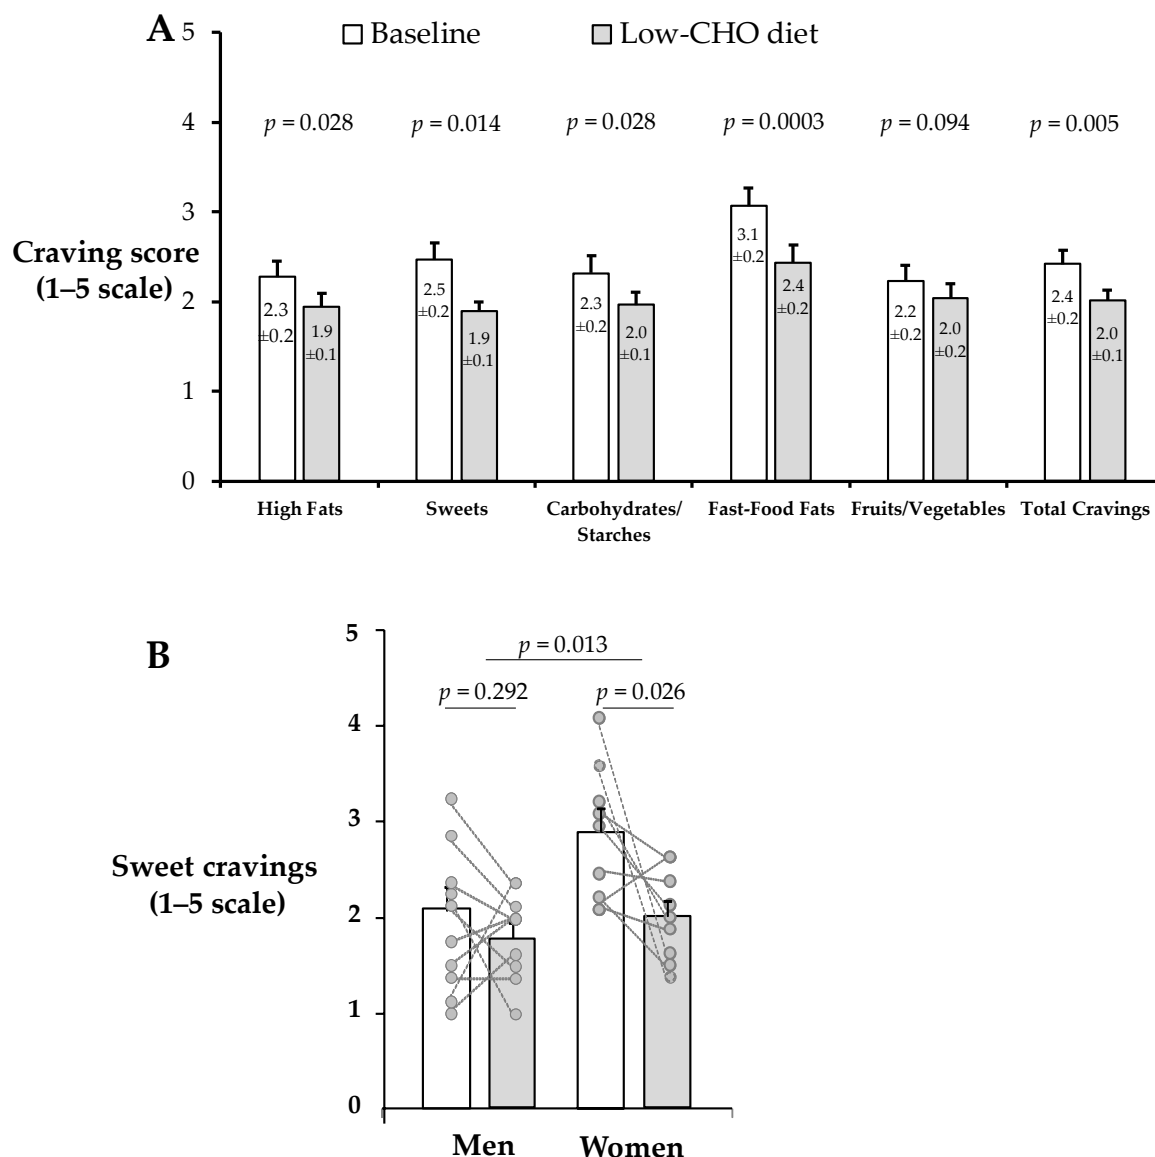 A
Baseline
Low-CHO diet
5
4
3
2
1
0
Craving score
(1–5 scale)
p = 0.028
p = 0.014
p = 0.028
p = 0.0003
p = 0.094
p = 0.005
2.3
±0.2
1.9
±0.1
2.5
±0.2
1.9
±0.1
2.3
±0.2
2.0
±0.1
3.1
±0.2
2.4
±0.2
2.2
±0.2
2.0
±0.2
2.4
±0.2
2.0
±0.1
High Fats
Sweets
Carbohydrates/
Starches
Fast-Food Fats
Fruits/Vegetables
Total Cravings
B
5
4
3
2
1
0
Sweet cravings
(1–5 scale)
p = 0.013
p = 0.292
p = 0.026
Men
Women